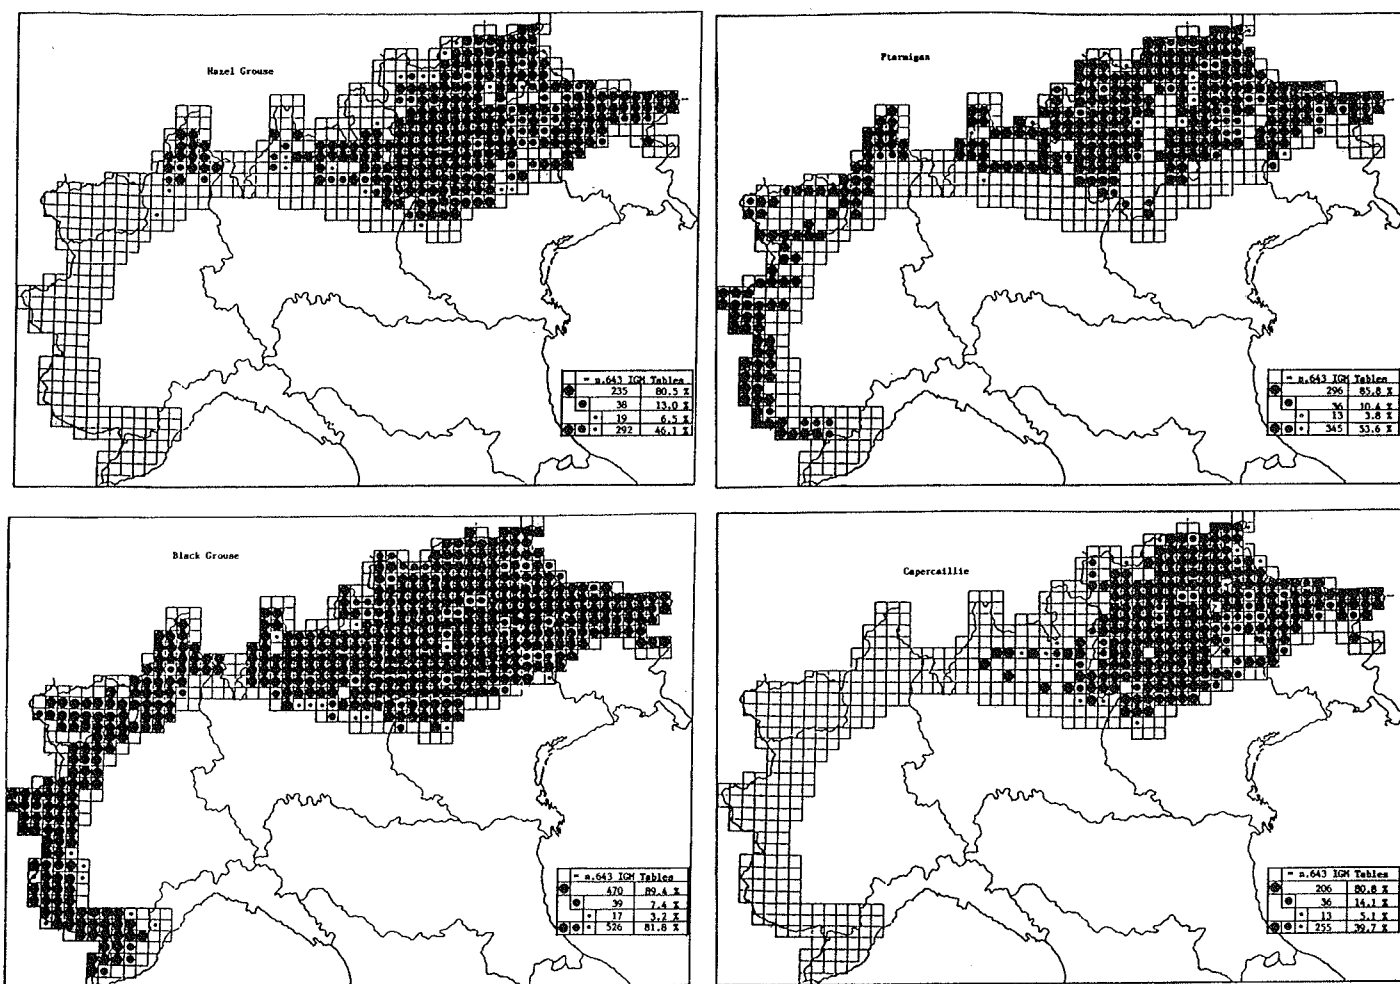 Hazel Grouse
= n.643 IGM Tables
235 80.5 %
38 13.0 %
19 6.5 %
292 46.1 %
Ptarmigan
= n.643 IGM Tables
296 85.8 %
36 10.4 %
13 3.8 %
345 53.6 %
Black Grouse
= n.643 IGM Tables
470 89.4 %
39 7.4 %
17 3.2 %
526 81.8 %
Capercaillie
= n.643 IGM Tables
206 80.8 %
36 14.1 %
13 5.1 %
255 39.7 %